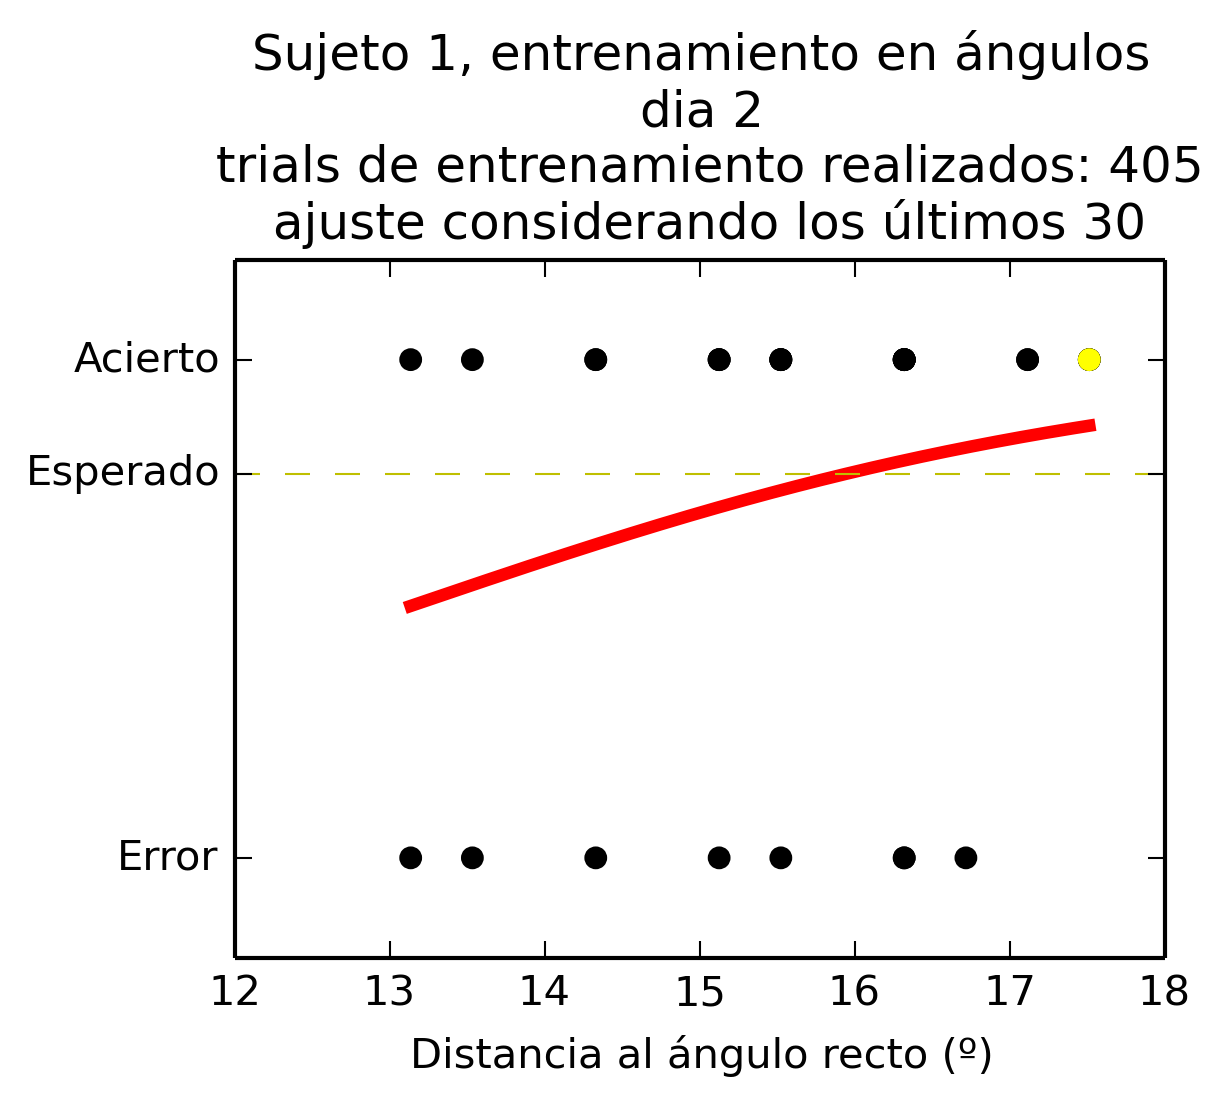 Sujeto 1, entrenamiento en ángulos
dia 2
trials de entrenamiento realizados: 405
ajuste considerando los últimos 30
Acierto
Esperado
Error
12 13 14 15 16 17 18
Distancia al ángulo recto (º)